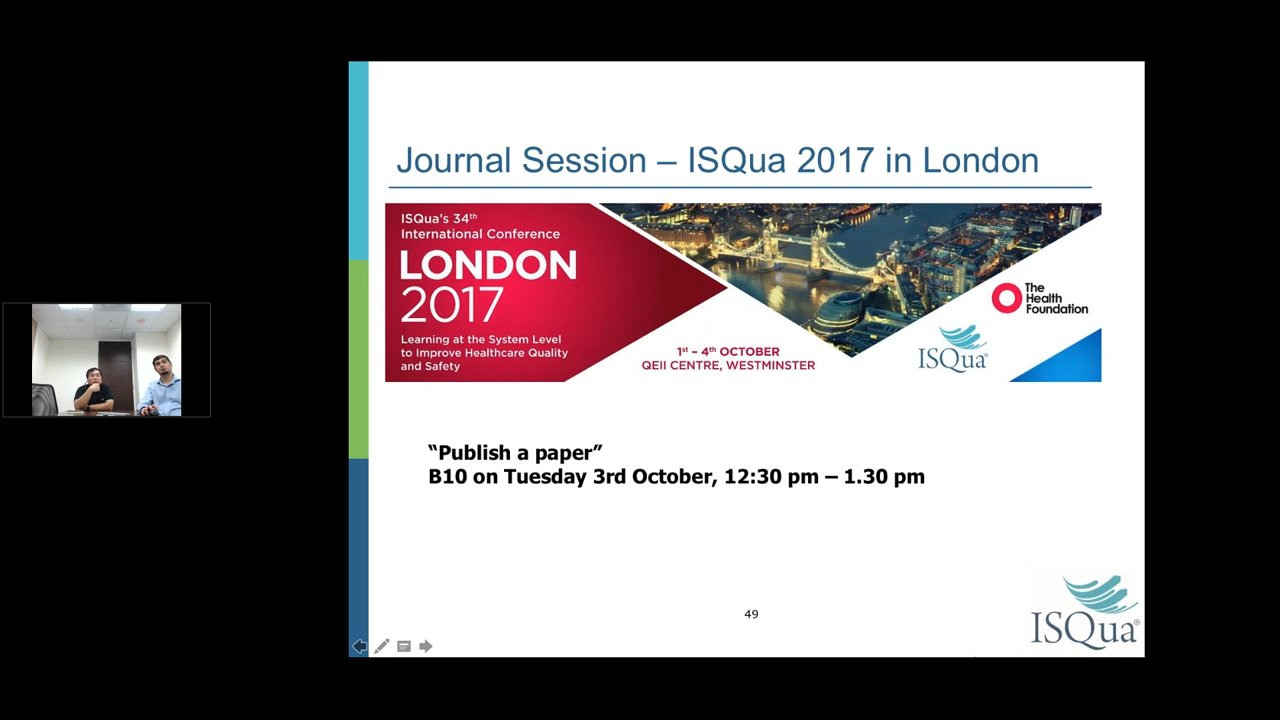 Journal Session – ISQua 2017 in London
ISQua's 34th
International Conference
LONDON
2017
Learning at the System Level
to Improve Healthcare Quality
and Safety
1st – 4th OCTOBER
QEII CENTRE, WESTMINSTER
ISQua®
The
Health
Foundation
“Publish a paper”
B10 on Tuesday 3rd October, 12:30 pm – 1.30 pm
49
ISQua®